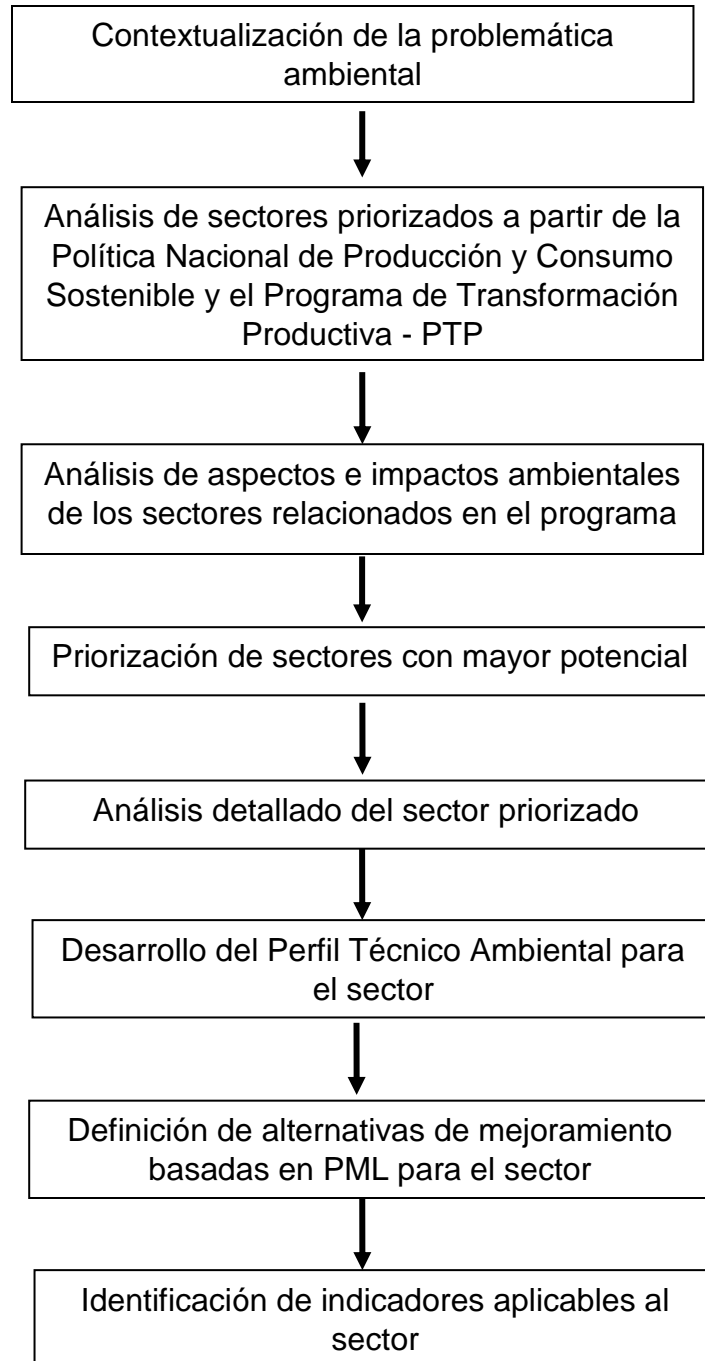 Contextualización de la problemática
ambiental
Análisis de sectores priorizados a partir de la
Política Nacional de Producción y Consumo
Sostenible y el Programa de Transformación
Productiva - PTP
Análisis de aspectos e impactos ambientales
de los sectores relacionados en el programa
Priorización de sectores con mayor potencial
Análisis detallado del sector priorizado
Desarrollo del Perfil Técnico Ambiental para
el sector
Definición de alternativas de mejoramiento
basadas en PML para el sector
Identificación de indicadores aplicables al
sector